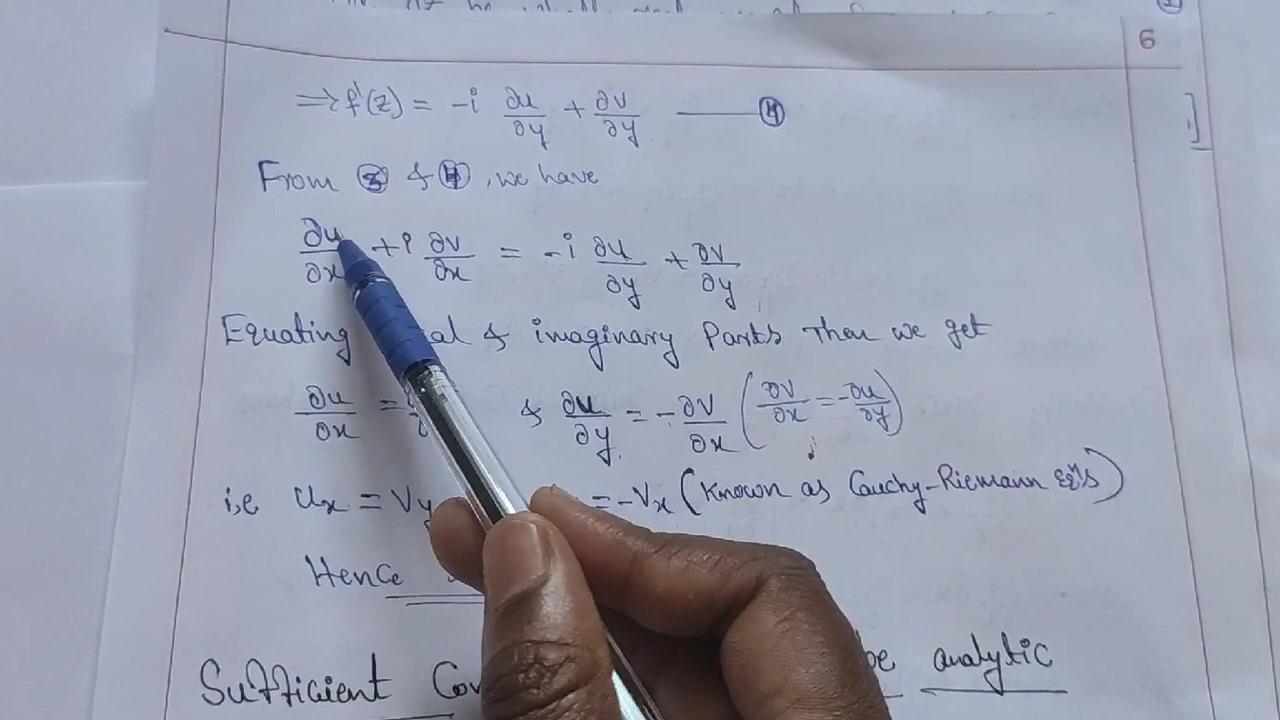 6
⇒ f'(z) = -i ∂u/∂y + ∂v/∂y —— ④
From ③ & ④, we have
∂u/∂x + i ∂v/∂x = -i ∂u/∂y + ∂v/∂y
Equating & imaginary Parts Then we get
∂u/∂x = & ∂u/∂y = -∂v/∂x (∂v/∂x = -∂u/∂y)
i,e Ux = Vy = -Vx (Known as Cauchy-Riemann Eq's)
Hence
Sufficient analytic